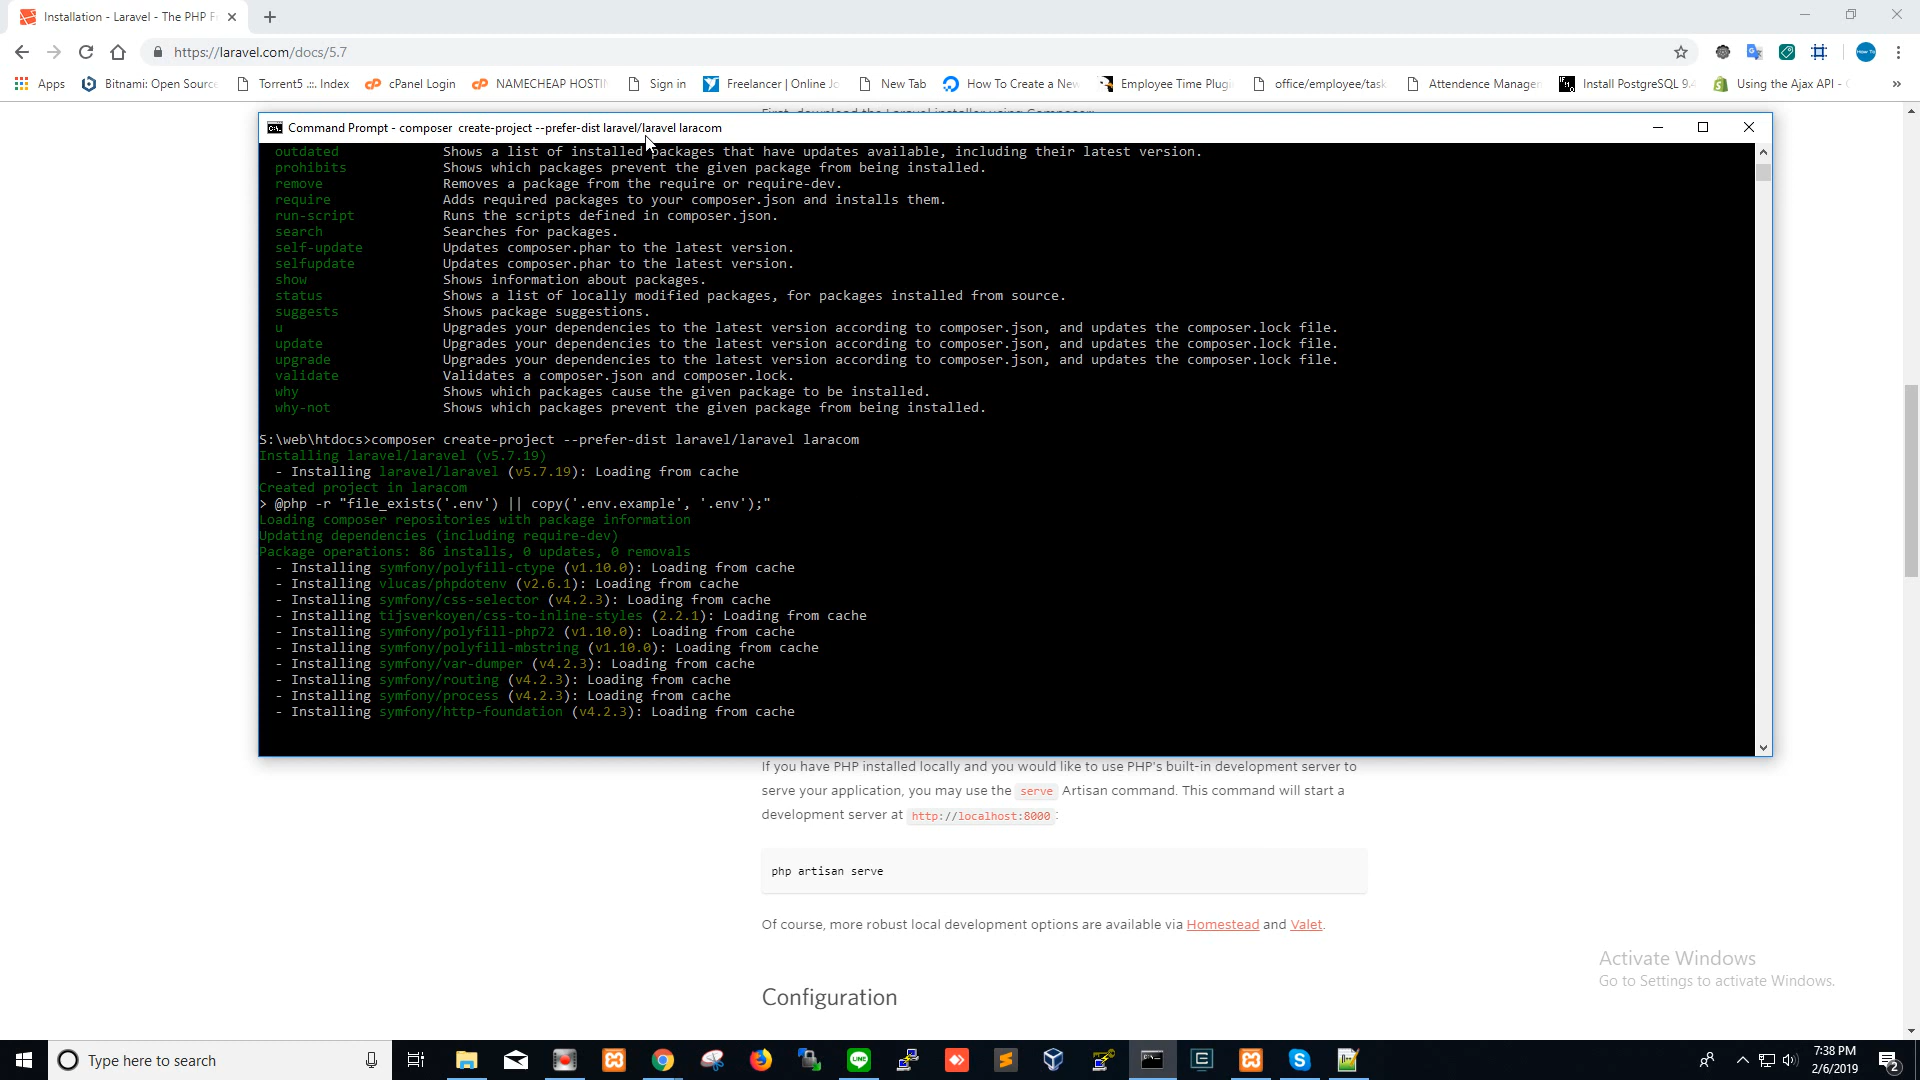 Installation - Laravel - The PHP F
https://laravel.com/docs/5.7
Apps
Bitnami: Open Source
Torrent5 .:. Index
cPanel Login
NAMECHEAP HOSTI
Sign in
Freelancer | Online Jo
New Tab
How To Create a New
Employee Time Plugi
office/employee/task
Attendence Manager
Install PostgreSQL 9.4
Using the Ajax API -
»
First, download the Laravel installer using Composer:
Command Prompt - composer  create-project --prefer-dist laravel/laravel laracom
outdated Shows a list of installed packages that have updates available, including their latest version.
prohibits Shows which packages prevent the given package from being installed.
remove Removes a package from the require or require-dev.
require Adds required packages to your composer.json and installs them.
run-script Runs the scripts defined in composer.json.
search Searches for packages.
self-update Updates composer.phar to the latest version.
selfupdate Updates composer.phar to the latest version.
show Shows information about packages.
status Shows a list of locally modified packages, for packages installed from source.
suggests Shows package suggestions.
u Upgrades your dependencies to the latest version according to composer.json, and updates the composer.lock file.
update Upgrades your dependencies to the latest version according to composer.json, and updates the composer.lock file.
upgrade Upgrades your dependencies to the latest version according to composer.json, and updates the composer.lock file.
validate Validates a composer.json and composer.lock.
why Shows which packages cause the given package to be installed.
why-not Shows which packages prevent the given package from being installed.
S:\web\htdocs>composer create-project --prefer-dist laravel/laravel laracom
Installing laravel/laravel (v5.7.19)
- Installing laravel/laravel (v5.7.19): Loading from cache
Created project in laracom
> @php -r "file_exists('.env') || copy('.env.example', '.env');"
Loading composer repositories with package information
Updating dependencies (including require-dev)
Package operations: 86 installs, 0 updates, 0 removals
- Installing symfony/polyfill-ctype (v1.10.0): Loading from cache
- Installing vlucas/phpdotenv (v2.6.1): Loading from cache
- Installing symfony/css-selector (v4.2.3): Loading from cache
- Installing tijsverkoyen/css-to-inline-styles (2.2.1): Loading from cache
- Installing symfony/polyfill-php72 (v1.10.0): Loading from cache
- Installing symfony/polyfill-mbstring (v1.10.0): Loading from cache
- Installing symfony/var-dumper (v4.2.3): Loading from cache
- Installing symfony/routing (v4.2.3): Loading from cache
- Installing symfony/process (v4.2.3): Loading from cache
- Installing symfony/http-foundation (v4.2.3): Loading from cache
If you have PHP installed locally and you would like to use PHP's built-in development server to
serve your application, you may use the serve Artisan command. This command will start a
development server at http://localhost:8000 :
php artisan serve
Of course, more robust local development options are available via Homestead and Valet.
Activate Windows
Go to Settings to activate Windows.
Configuration
Type here to search
7:38 PM
2/6/2019
2